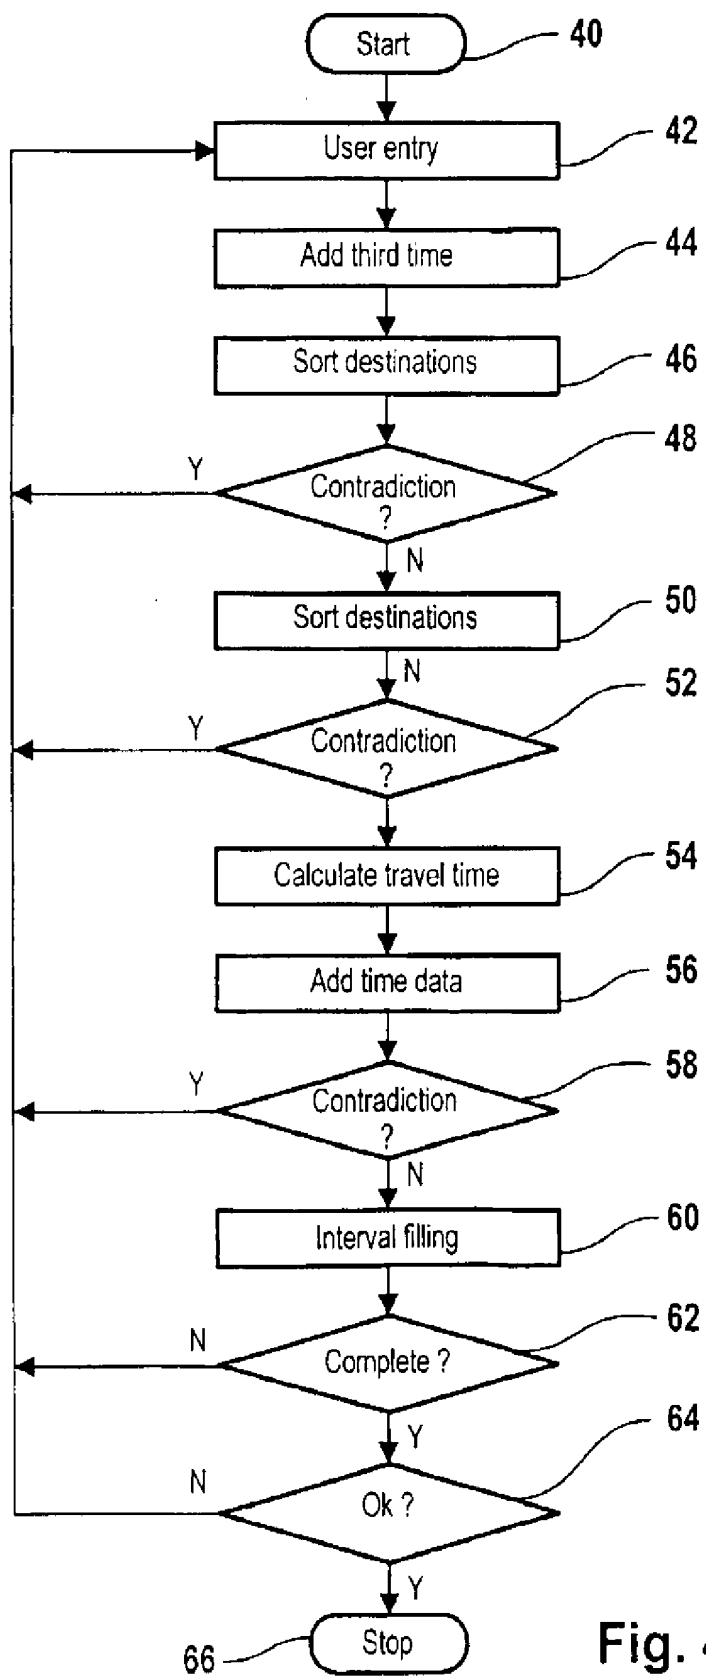 Start 40
User entry 42
Add third time 44
Sort destinations 46
48
Y Contradiction
?
N
Sort destinations 50
N
52
Y Contradiction
?
Calculate travel time 54
Add time data 56
58
Y Contradiction
?
N
Interval filling 60
62
N Complete ?
Y
64
N Ok ?
Y
66 Stop
Fig.